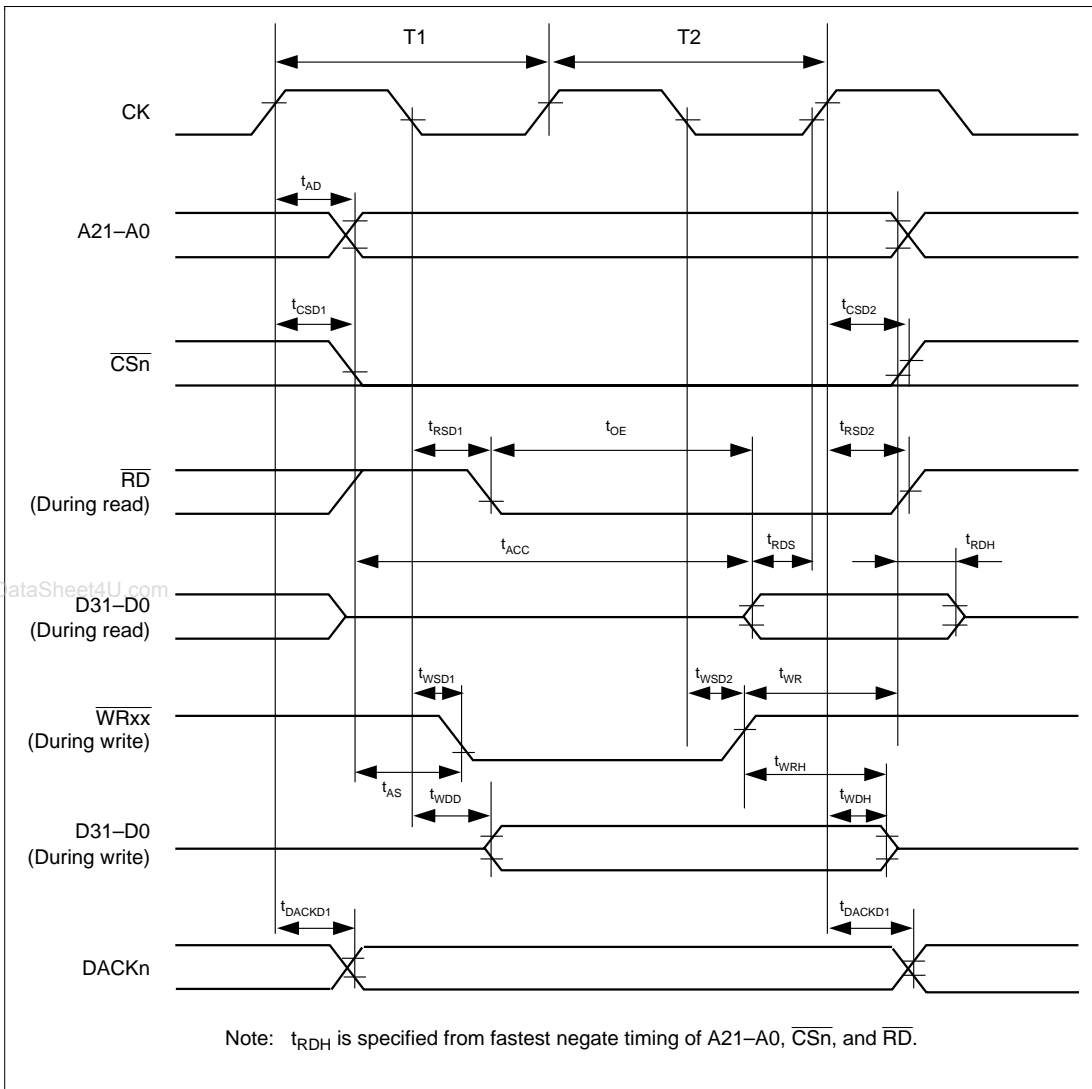 T1 T2
CK
tAD
A21–A0
tCSD1 tCSD2
CSn
tRSD1 tOE tRSD2
RD
(During read)
tACC tRDS tRDH
DataSheet4U.com
D31–D0
(During read)
tWSD1 tWSD2 tWR
WRxx
(During write)
tAS tWDD tWRH tWDH
D31–D0
(During write)
tDACKD1 tDACKD1
DACKn
Note: tRDH is specified from fastest negate timing of A21–A0, CSn, and RD.